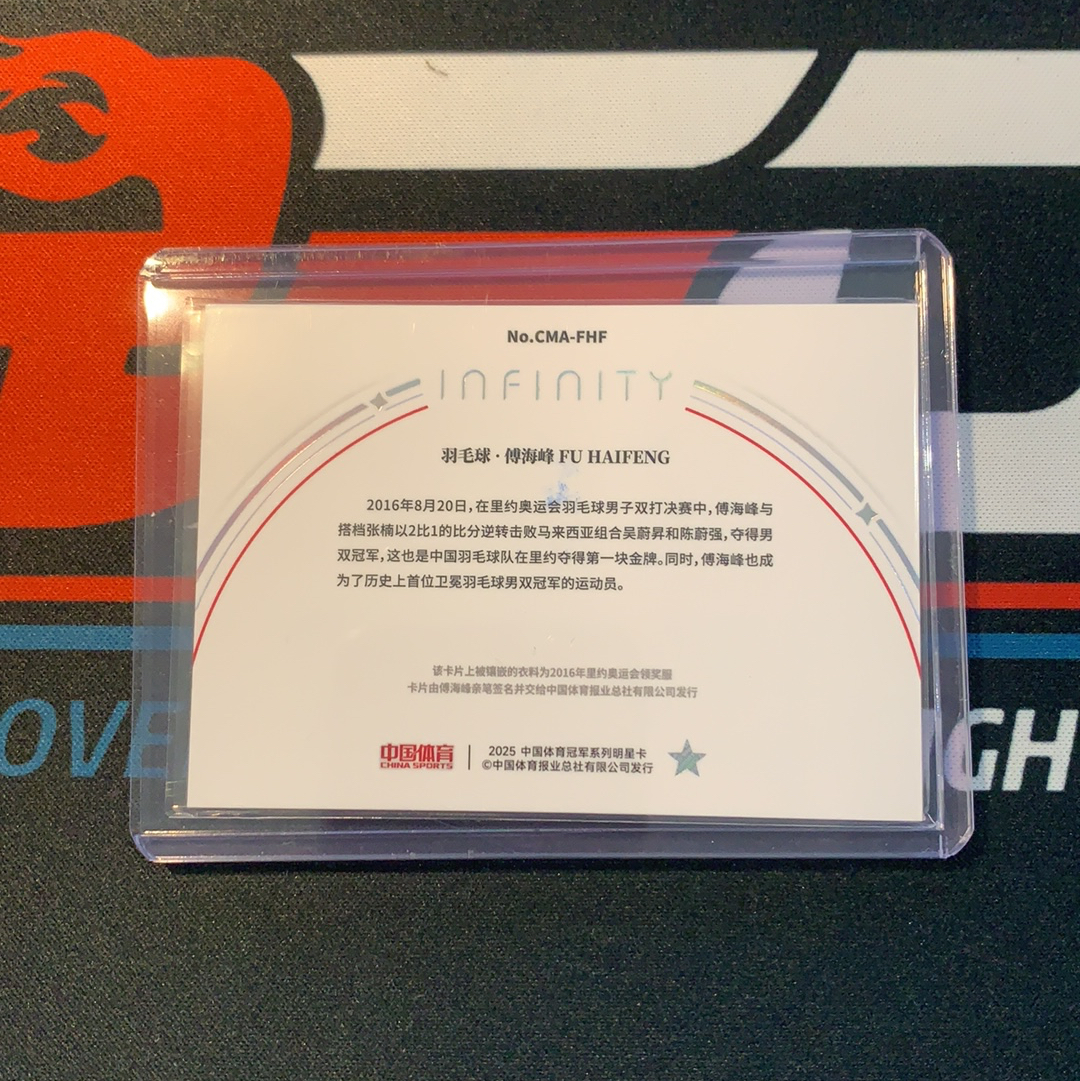 No.CMA-FHF
INFINITY
羽毛球·傅海峰 FU HAIFENG
2016年8月20日，在里约奥运会羽毛球男子双打决赛中，傅海峰与
搭档张楠以2比1的比分逆转击败马来西亚组合吴蔚昇和陈蔚强，夺得男
双冠军，这也是中国羽毛球队在里约夺得第一块金牌。同时，傅海峰也成
为了历史上首位卫冕羽毛球男双冠军的运动员。
该卡片上被镶嵌的衣料为2016年里约奥运会领奖服
卡片由傅海峰亲笔签名并交给中国体育报业总社有限公司发行
OVE
GH
中国体育
CHINA SPORTS
2025 中国体育冠军系列明星卡
©中国体育报业总社有限公司发行